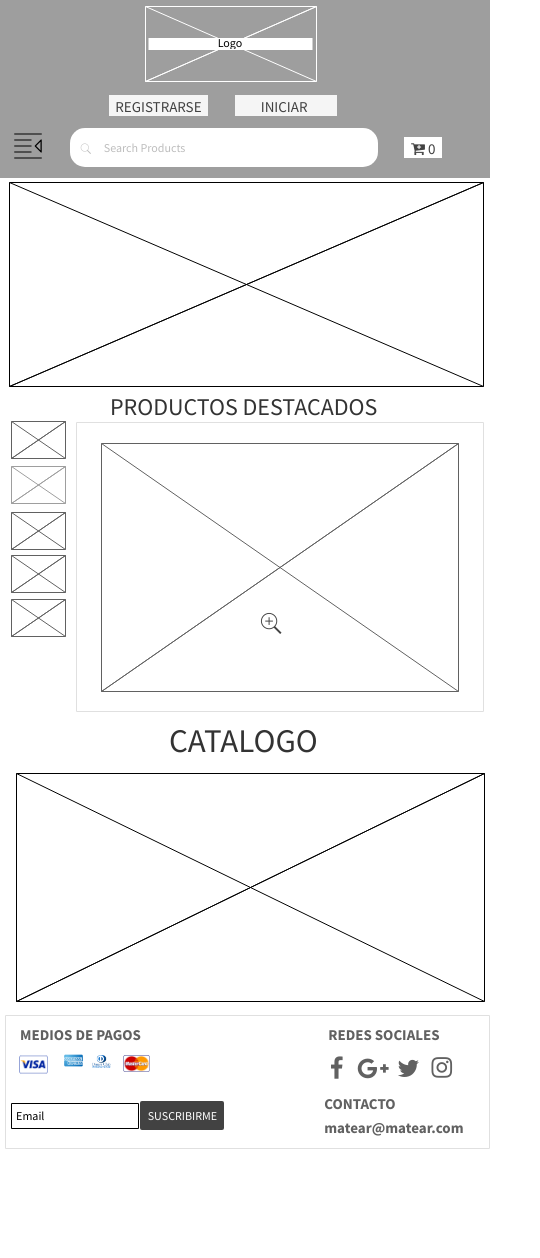 Logo
REGISTRARSE
INICIAR
Search Products
0
PRODUCTOS DESTACADOS
CATALOGO
MEDIOS DE PAGOS
REDES SOCIALES
VISA
MasterCard
CONTACTO
Email
SUSCRIBIRME
matear@matear.com